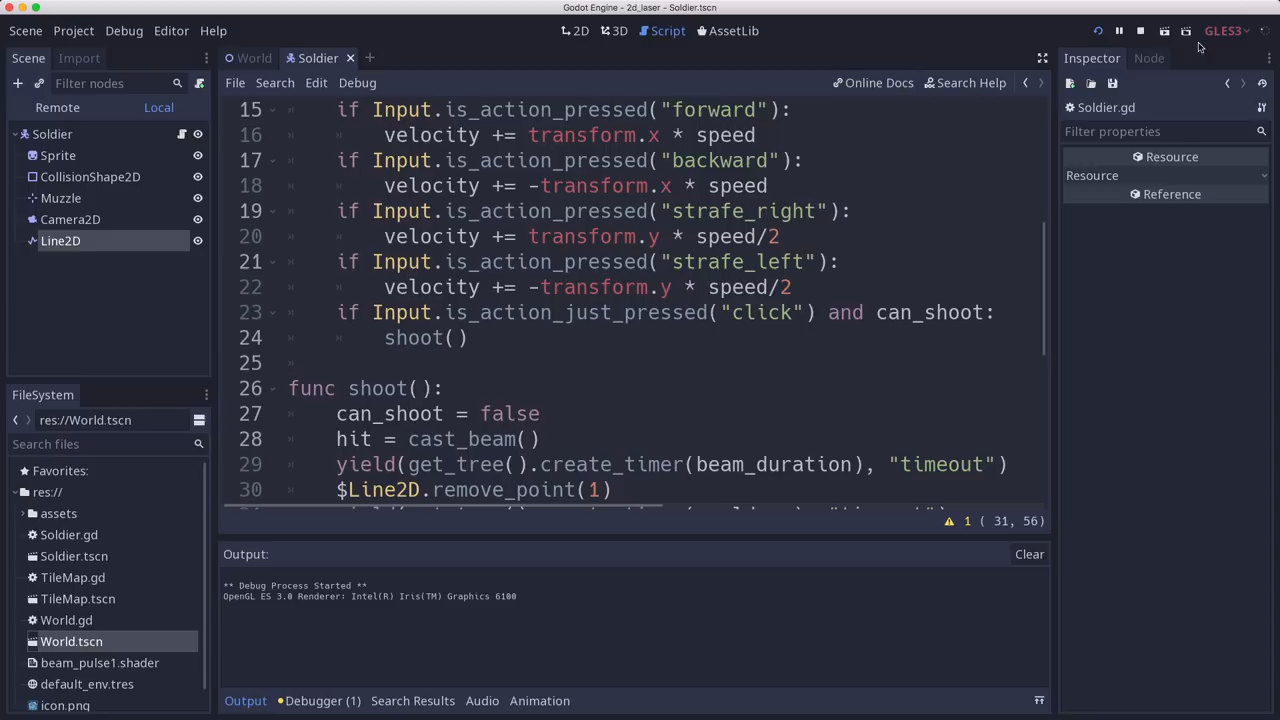 Godot Engine - 2d_laser - Soldier.tscn
Scene Project Debug Editor Help 2D 3D Script AssetLib GLES3
Scene Import World Soldier Inspector Node
Filter nodes File Search Edit Debug Online Docs Search Help
Remote Local Soldier.gd
Filter properties
Resource
Resource
Reference
Soldier
Sprite
CollisionShape2D
Muzzle
Camera2D
Line2D
15 if Input.is_action_pressed("forward"):
16 velocity += transform.x * speed
17 if Input.is_action_pressed("backward"):
18 velocity += -transform.x * speed
19 if Input.is_action_pressed("strafe_right"):
20 velocity += transform.y * speed/2
21 if Input.is_action_pressed("strafe_left"):
22 velocity += -transform.y * speed/2
23 if Input.is_action_just_pressed("click") and can_shoot:
24 shoot()
25
26 func shoot():
27 can_shoot = false
28 hit = cast_beam()
29 yield(get_tree().create_timer(beam_duration), "timeout")
30 $Line2D.remove_point(1)
1 ( 31, 56)
FileSystem
res://World.tscn
Search files
Favorites:
res://
assets
Soldier.gd
Soldier.tscn
TileMap.gd
TileMap.tscn
World.gd
World.tscn
beam_pulse1.shader
default_env.tres
icon.png
Output: Clear
** Debug Process Started **
OpenGL ES 3.0 Renderer: Intel(R) Iris(TM) Graphics 6100
Output Debugger (1) Search Results Audio Animation